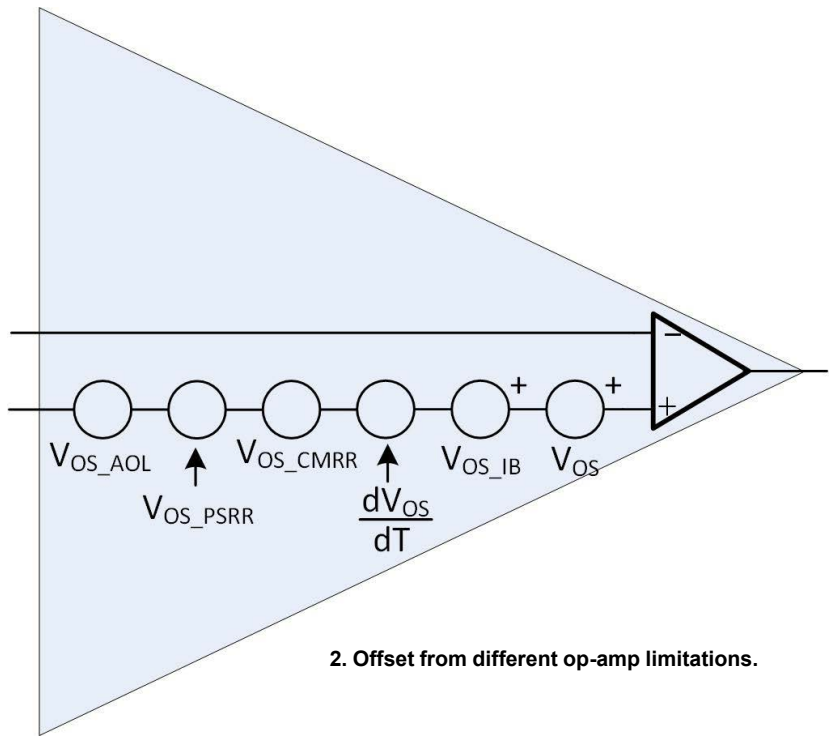 −
+ + +
V_OS_AOL V_OS_CMRR V_OS_IB V_OS
V_OS_PSRR
dV_OS
dT
2. Offset from different op-amp limitations.